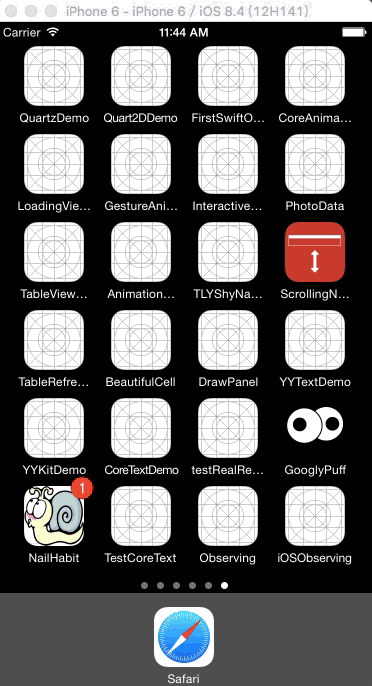 iPhone 6 - iPhone 6 / iOS 8.4 (12H141)
Carrier 11:44 AM
QuartzDemo Quart2DDemo FirstSwiftO... CoreAnima...
LoadingVie... GestureAni... Interactive... PhotoData
TableView... Animation... TLYShyNa... ScrollingN...
TableRefre... BeautifulCell DrawPanel YYTextDemo
YYKitDemo CoreTextDemo testRealRe... GooglyPuff
1
NailHabit TestCoreText Observing iOSObserving
Safari